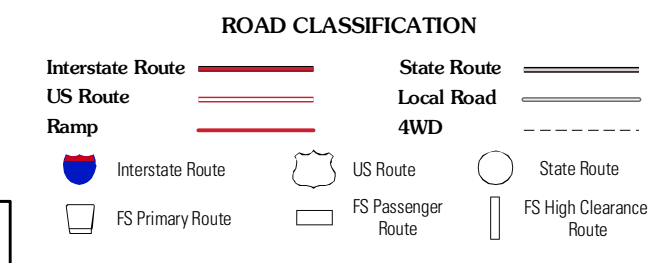 ROAD CLASSIFICATION
Interstate Route
State Route
US Route
Local Road
Ramp
4WD
Interstate Route
US Route
State Route
FS Primary Route
FS Passenger
Route
FS High Clearance
Route